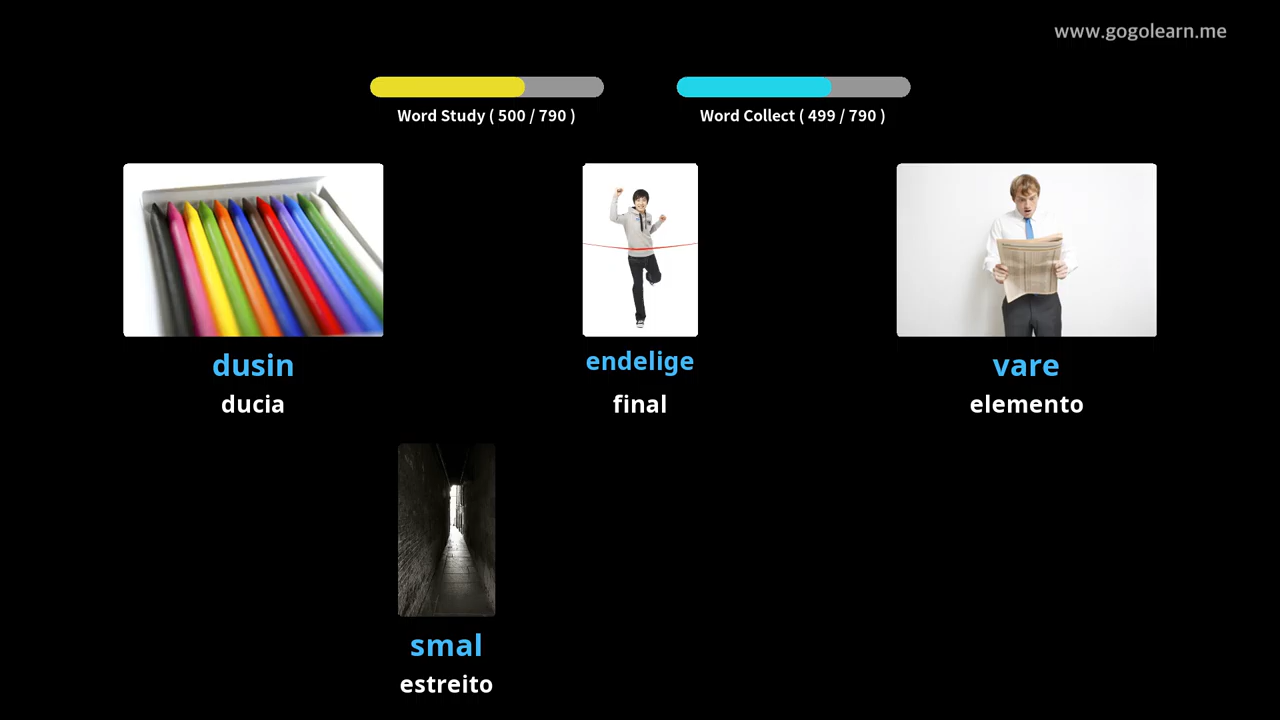 www.gogolearn.me
Word Study ( 500 / 790 )
Word Collect ( 499 / 790 )
dusin
ducia
endelige
final
vare
elemento
smal
estreito